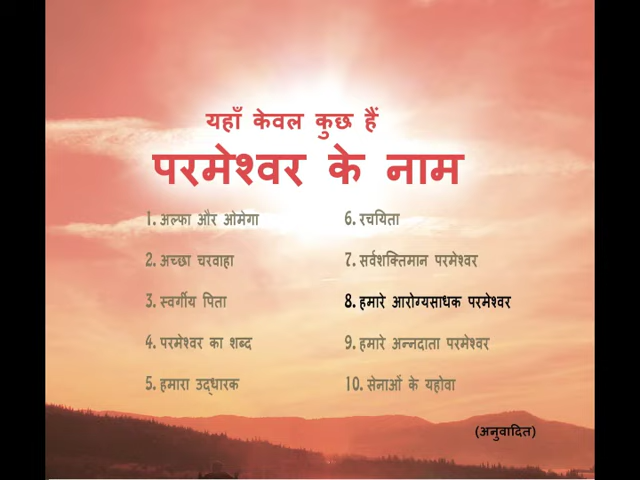 यहाँ केवल कुछ हैं
परमेश्वर के नाम
1. अल्फा और ओमेगा
2. अच्छा चरवाहा
3. स्वर्गीय पिता
4. परमेश्वर का शब्द
5. हमारा उद्धारक
6. रचयिता
7. सर्वशक्तिमान परमेश्वर
8. हमारे आरोग्यसाधक परमेश्वर
9. हमारे अन्नदाता परमेश्वर
10. सेनाओं के यहोवा
(अनुवादित)